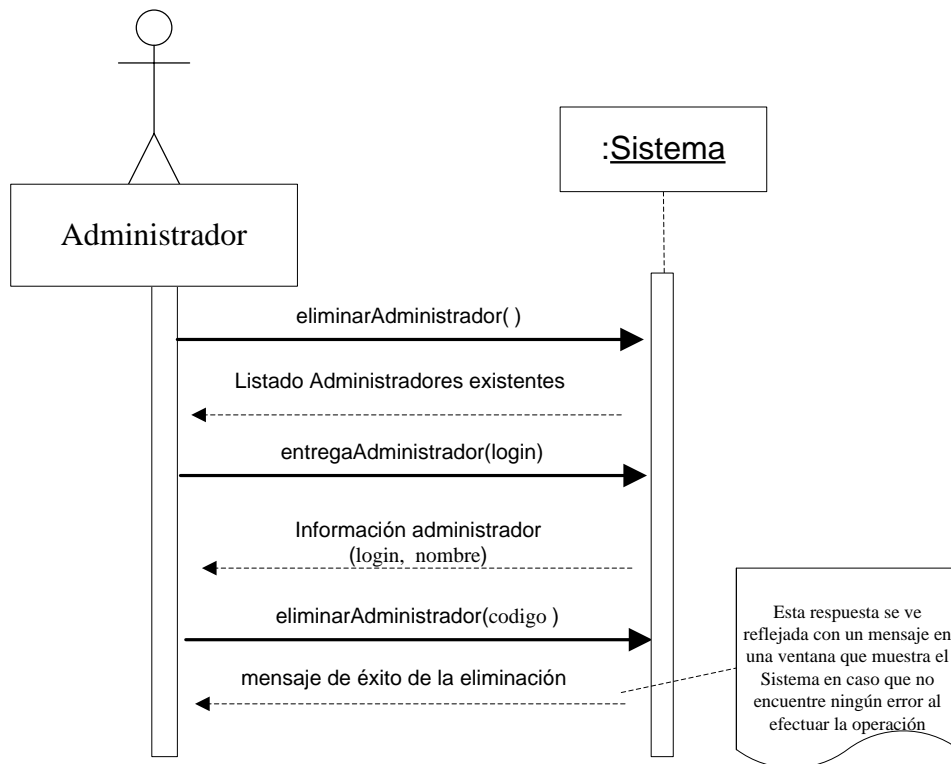 :Sistema
Administrador
eliminarAdministrador( )
Listado Administradores existentes
entregaAdministrador(login)
Información administrador
(login, nombre)
eliminarAdministrador(codigo )
mensaje de éxito de la eliminación
Esta respuesta se ve
reflejada con un mensaje en
una ventana que muestra el
Sistema en caso que no
encuentre ningún error al
efectuar la operación